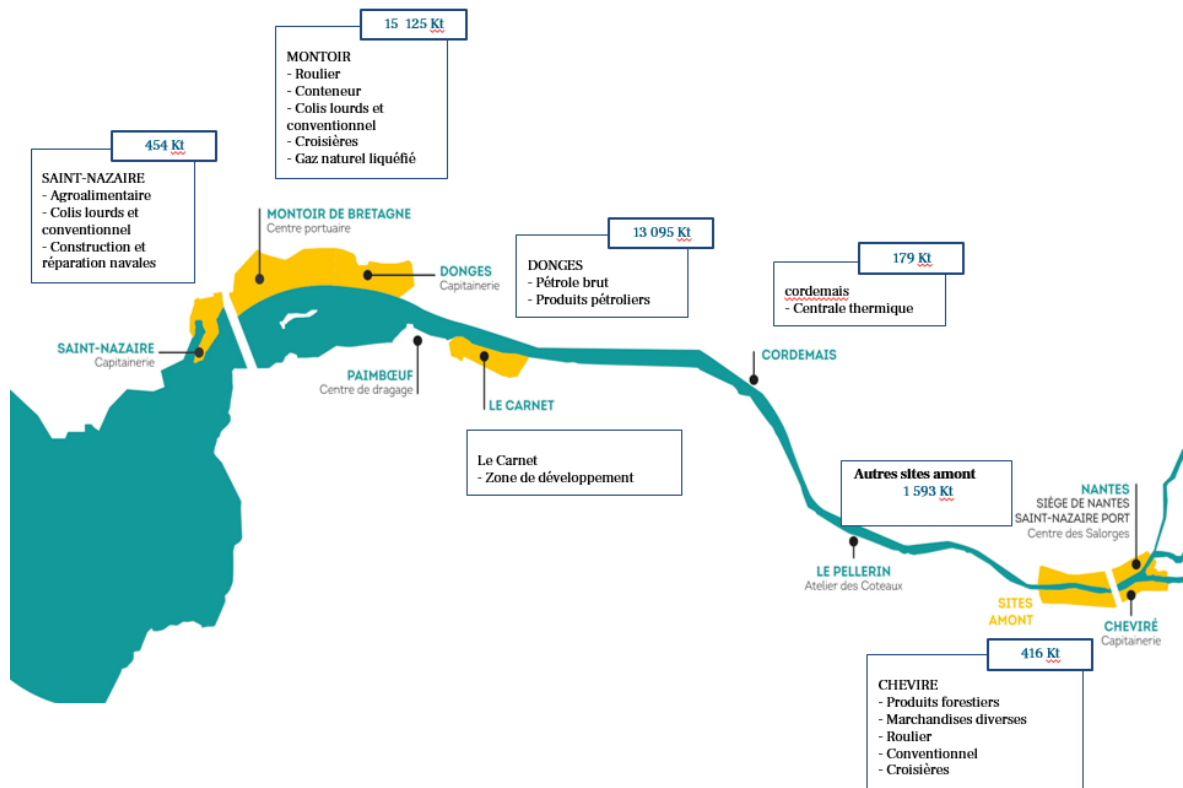 15 125 Kt
MONTOIR
- Roulier
- Conteneur
- Colis lourds et
conventionnel
- Croisières
- Gaz naturel liquéfié
454 Kt
SAINT-NAZAIRE
- Agroalimentaire
- Colis lourds et
conventionnel
- Construction et
réparation navales
MONTOIR DE BRETAGNE
Centre portuaire
DONGES
Capitainerie
13 095 Kt
DONGES
- Pétrole brut
- Produits pétroliers
179 Kt
cordemais
- Centrale thermique
SAINT-NAZAIRE
Capitainerie
PAIMBŒUF
Centre de dragage
LE CARNET
CORDEMAIS
Le Carnet
- Zone de développement
Autres sites amont
1 593 Kt
NANTES
SIÈGE DE NANTES
SAINT-NAZAIRE PORT
Centre des Salorges
LE PELLERIN
Atelier des Coteaux
SITES
AMONT
CHEVIRÉ
Capitainerie
416 Kt
CHEVIRE
- Produits forestiers
- Marchandises diverses
- Roulier
- Conventionnel
- Croisières